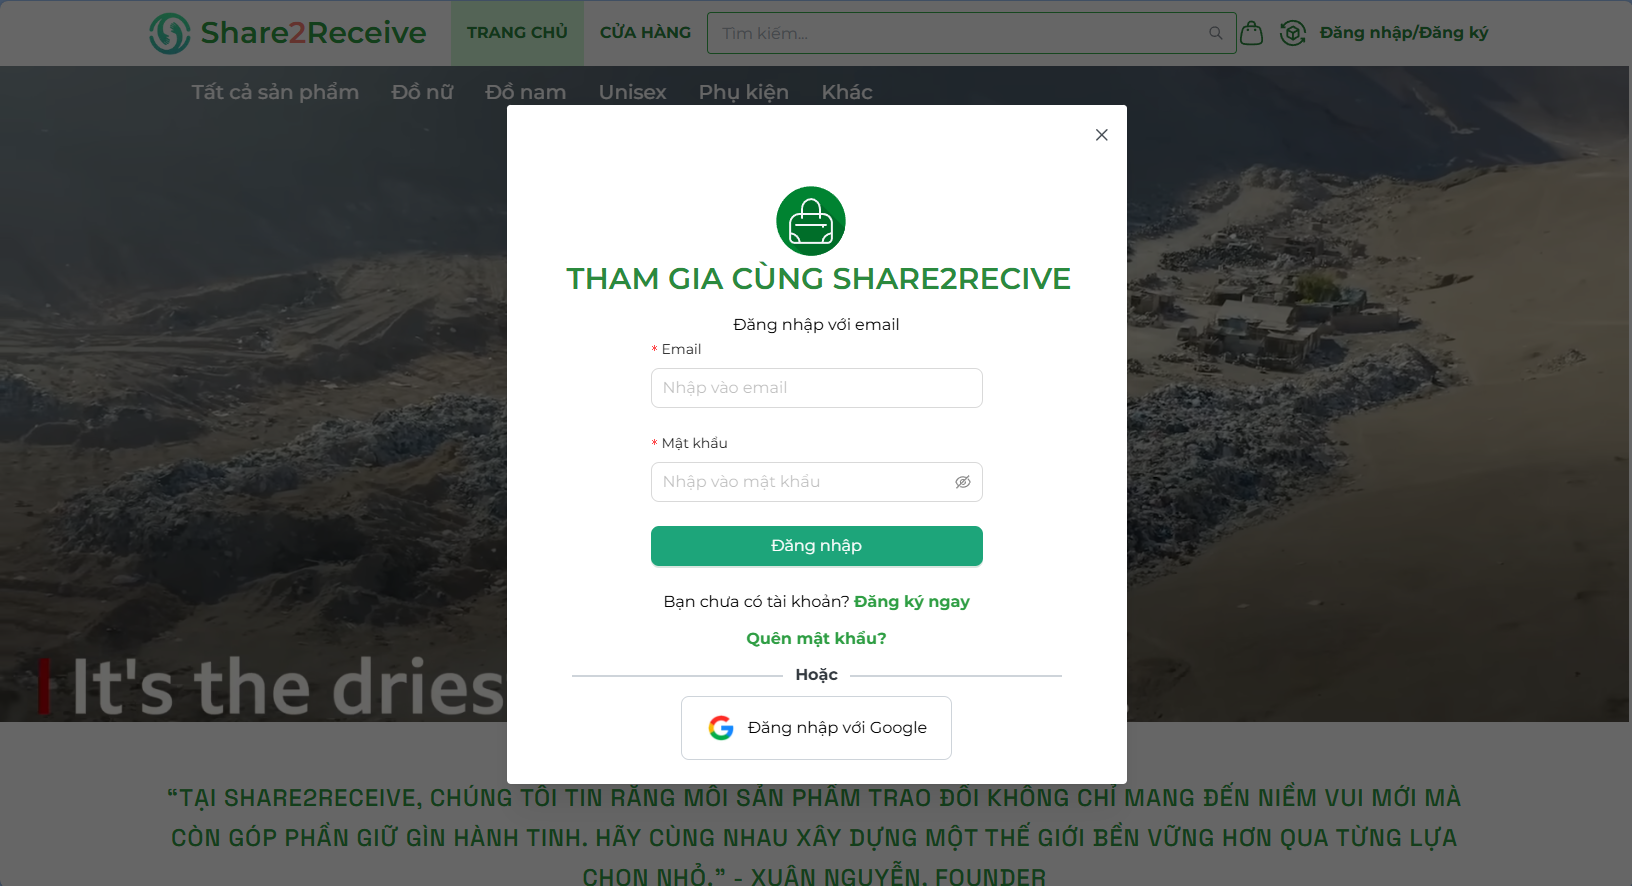 Share2Receive
TRANG CHỦ
CỬA HÀNG
Tìm kiếm...
Đăng nhập/Đăng ký
Tất cả sản phẩm
Đồ nữ
Đồ nam
Unisex
Phụ kiện
Khác
THAM GIA CÙNG SHARE2RECIVE
Đăng nhập với email
* Email
Nhập vào email
* Mật khẩu
Nhập vào mật khẩu
Đăng nhập
Bạn chưa có tài khoản? Đăng ký ngay
Quên mật khẩu?
Hoặc
Đăng nhập với Google
It's the dries
“TẠI SHARE2RECEIVE, CHÚNG TÔI TIN RẰNG MỖI SẢN PHẨM TRAO ĐỔI KHÔNG CHỈ MANG ĐẾN NIỀM VUI MỚI MÀ
CÒN GÓP PHẦN GIỮ GÌN HÀNH TINH. HÃY CÙNG NHAU XÂY DỰNG MỘT THẾ GIỚI BỀN VỮNG HƠN QUA TỪNG LỰA
CHỌN NHỎ.” - XUÂN NGUYỄN, FOUNDER